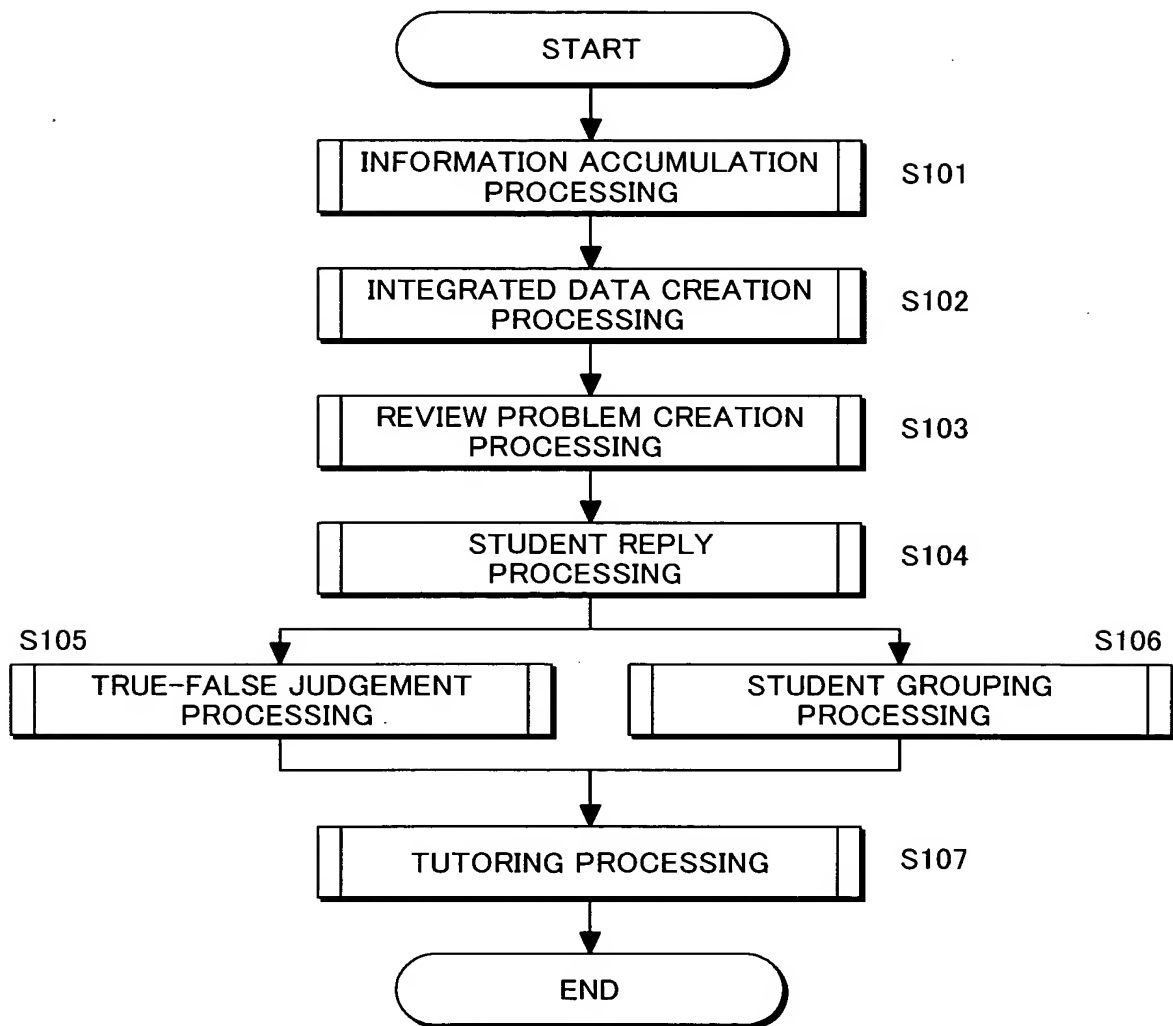 START
INFORMATION ACCUMULATION
PROCESSING
S101
INTEGRATED DATA CREATION
PROCESSING
S102
REVIEW PROBLEM CREATION
PROCESSING
S103
STUDENT REPLY
PROCESSING
S104
S105
TRUE-FALSE JUDGEMENT
PROCESSING
S106
STUDENT GROUPING
PROCESSING
TUTORING PROCESSING
S107
END